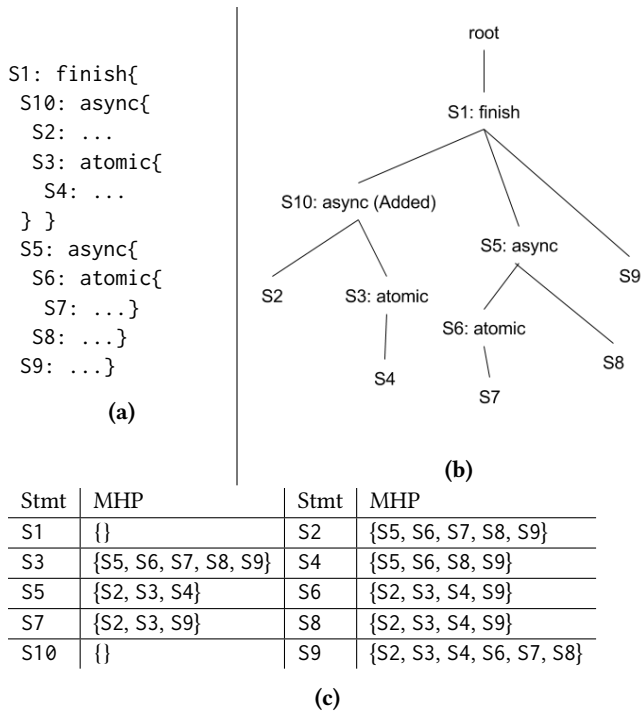 S1: finish{
S10: async{
S2: ...
S3: atomic{
S4: ...
} }
S5: async{
S6: atomic{
S7: ...}
S8: ...}
S9: ...}
(a)
root
S1: finish
S10: async (Added)
S5: async
S9
S2
S3: atomic
S6: atomic
S8
S4
S7
(b)
Stmt MHP Stmt MHP
S1 {} S2 {S5, S6, S7, S8, S9}
S3 {S5, S6, S7, S8, S9} S4 {S5, S6, S8, S9}
S5 {S2, S3, S4} S6 {S2, S3, S4, S9}
S7 {S2, S3, S9} S8 {S2, S3, S4, S9}
S10 {} S9 {S2, S3, S4, S6, S7, S8}
(c)